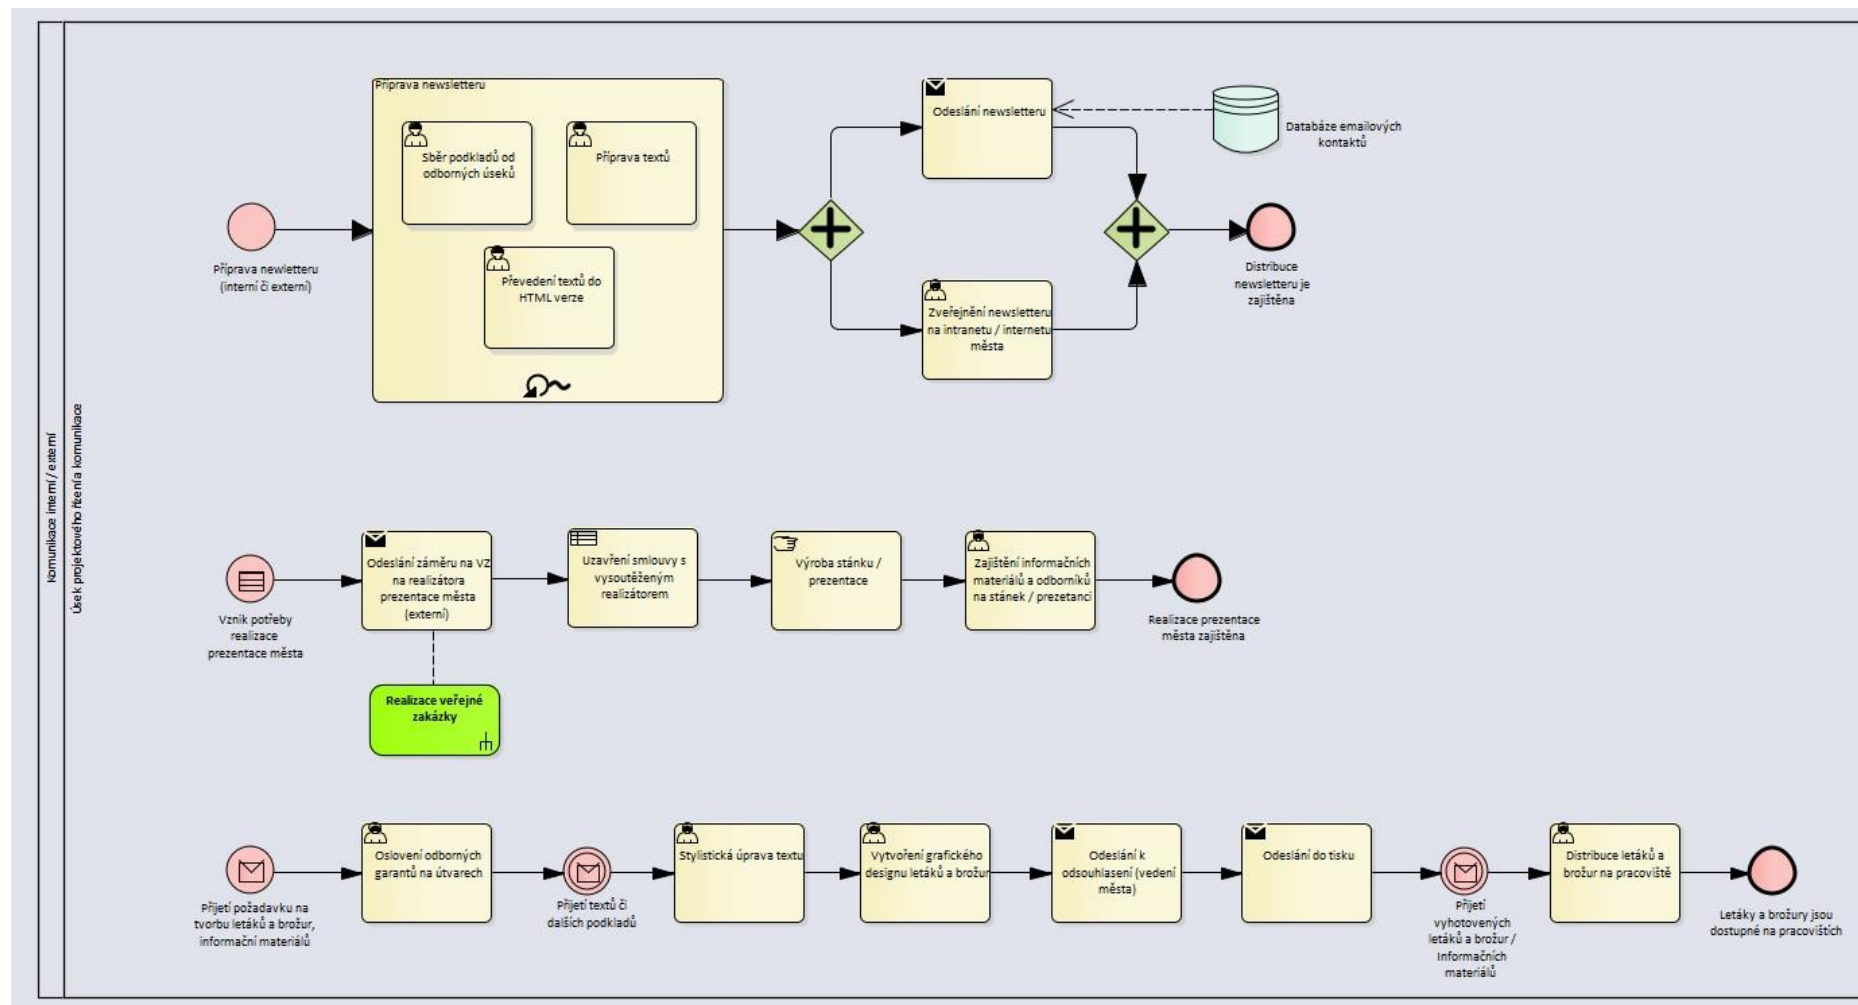 Komunikace interní / externí
Úsek projektového řízení a komunikace
Příprava newsletteru
Sběr podkladů od
odborných úseků
Příprava textů
Převedení textů do
HTML verze
Příprava newletteru
(interní či externí)
Odeslání newsletteru
Databáze emailových
kontaktů
Zveřejnění newsletteru
na intranetu / internetu
města
Distribuce
newsletteru je
zajištěna
Vznik potřeby
realizace
prezentace města
Odeslání záměru na VZ
na realizátora
prezentace města
(externí)
Uzavření smlouvy s
vysoutěženým
realizátorem
Výroba stánku /
prezentace
Zajištění informačních
materiálů a odborníků
na stánek / prezetanci
Realizace prezentace
města zajištěna
Realizace veřejné
zakázky
Přijetí požadavku na
tvorbu letáků a brožur,
informační materiálů
Oslovení odborných
garantů na útvarech
Přijetí textů či
dalších podkladů
Stylistická úprava textu
Vytvoření grafického
designu letáků a brožur
Odeslání k
odsouhlasení (vedení
města)
Odeslání do tisku
Přijetí
vyhotovených
letáků a brožur /
Informačních
materiálů
Distribuce letáků a
brožur na pracoviště
Letáky a brožury jsou
dostupné na pracovištích